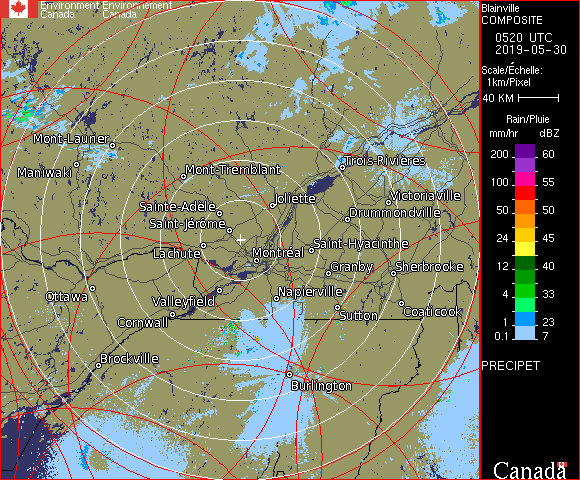 Environment Environnement
Canada Canada
Blainville
COMPOSITE
0520 UTC
2019-05-30
Scale/Échelle:
1km/Pixel
40 KM
Rain/Pluie
mm/hr dBZ
200 60
100 55
50 50
24 45
12 40
4 33
1 23
0.1 7
PRECIPET
Canada
Mont-Laurier
Maniwaki
Mont-Tremblant
Trois-Rivières
Joliette
Victoriaville
Sainte-Adèle
Drummondville
Saint-Jérôme
Saint-Hyacinthe
Lachute
Montréal
Granby
Sherbrooke
Ottawa
Valleyfield
Napierville
Cornwall
Sutton
Coaticook
Brockville
Burlington